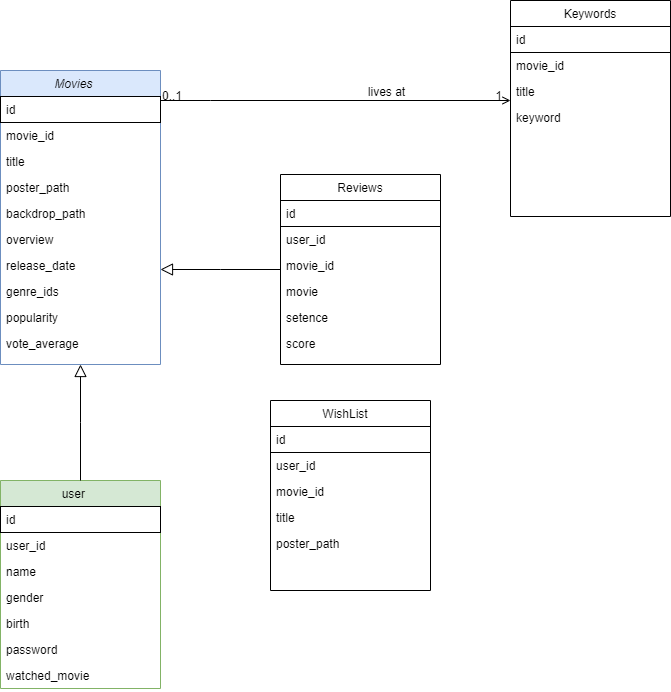 Keywords
id
movie_id
title
keyword
Movies
id
movie_id
title
poster_path
backdrop_path
overview
release_date
genre_ids
popularity
vote_average
0..1
lives at
1
Reviews
id
user_id
movie_id
movie
setence
score
WishList
id
user_id
movie_id
title
poster_path
user
id
user_id
name
gender
birth
password
watched_movie